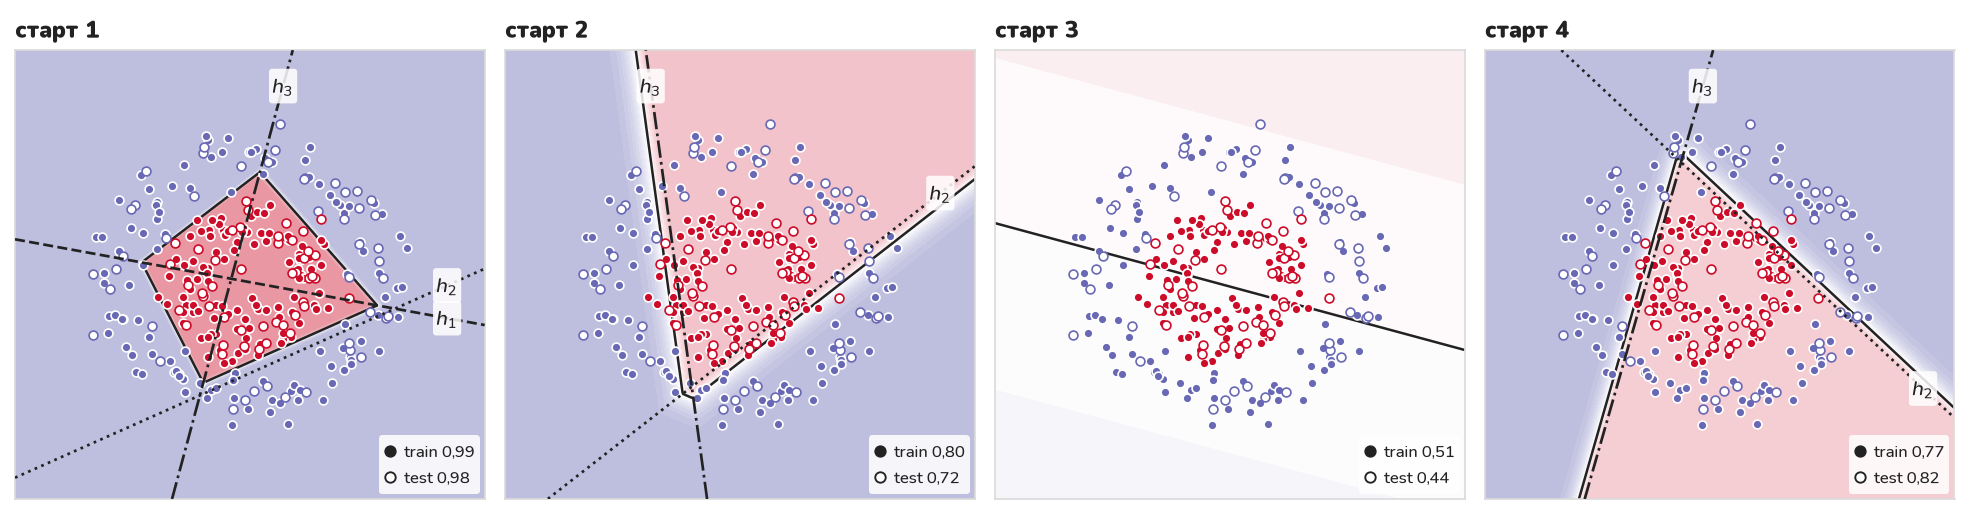 старт 1
h₃
h₂
h₁
train 0,99
test 0,98
старт 2
h₃
h₂
train 0,80
test 0,72
старт 3
train 0,51
test 0,44
старт 4
h₃
h₂
train 0,77
test 0,82